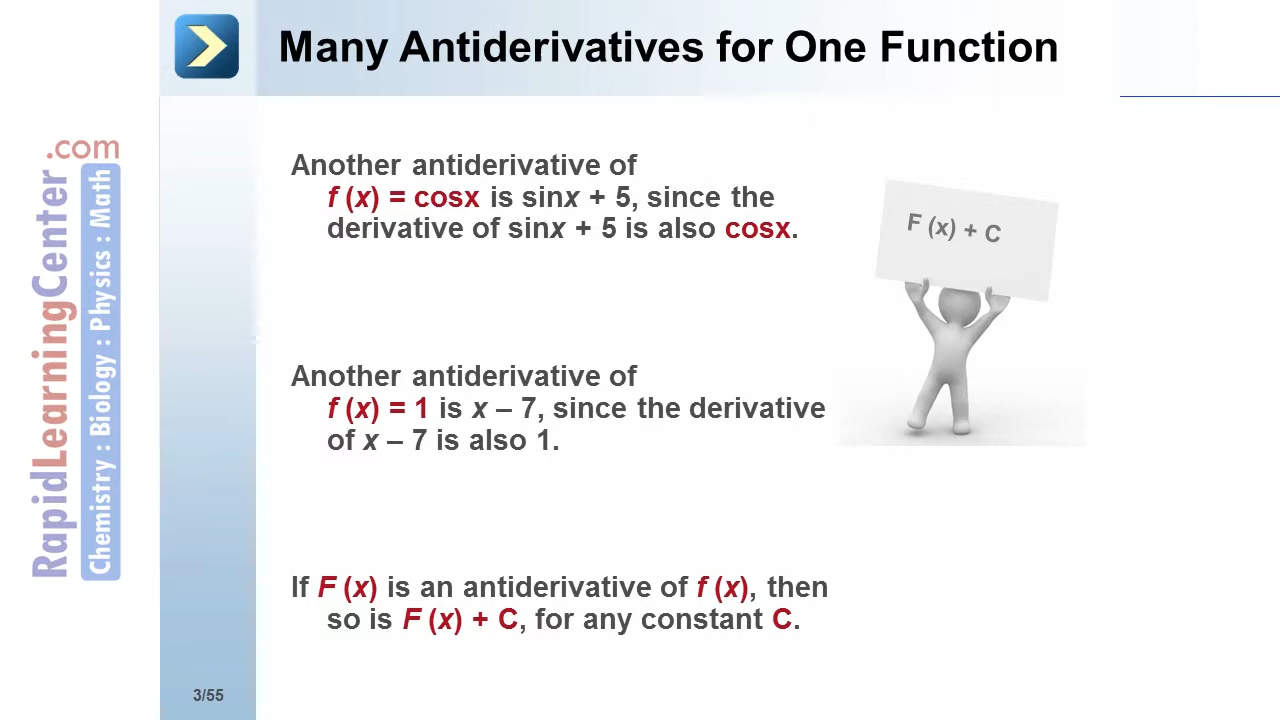 Many Antiderivatives for One Function
.com
RapidLearningCenter
Chemistry : Biology : Physics : Math
Another antiderivative of
f (x) = cosx is sinx + 5, since the
derivative of sinx + 5 is also cosx.
F (x) + C
Another antiderivative of
f (x) = 1 is x – 7, since the derivative
of x – 7 is also 1.
If F (x) is an antiderivative of f (x), then
so is F (x) + C, for any constant C.
3/55